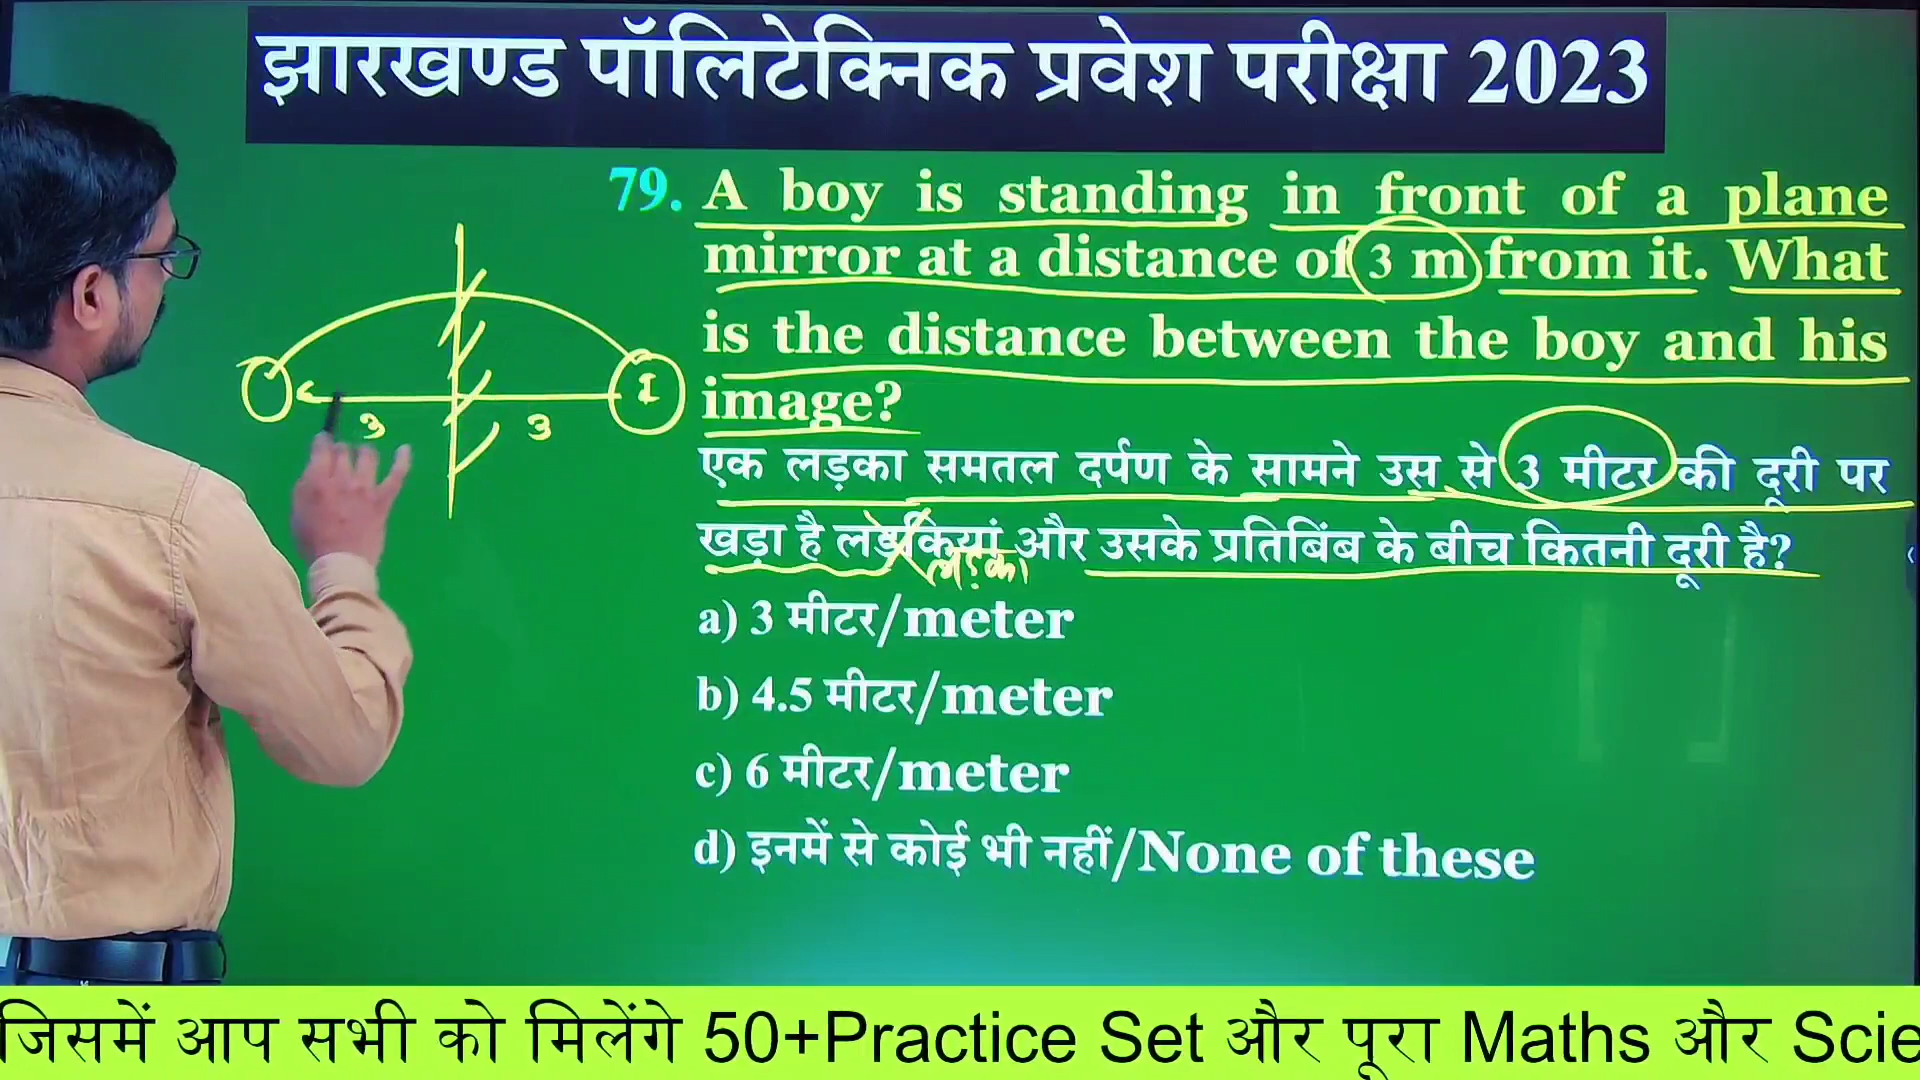 झारखण्ड पॉलिटेक्निक प्रवेश परीक्षा 2023
79. A boy is standing in front of a plane
mirror at a distance of 3 m from it. What
is the distance between the boy and his
image?
एक लड़का समतल दर्पण के सामने उस से 3 मीटर की दूरी पर
खड़ा है लड़कियां और उसके प्रतिबिंब के बीच कितनी दूरी है?
लड़का
a) 3 मीटर/meter
b) 4.5 मीटर/meter
c) 6 मीटर/meter
d) इनमें से कोई भी नहीं/None of these
I
3 3
जिसमें आप सभी को मिलेंगे 50+Practice Set और पूरा Maths और Scie